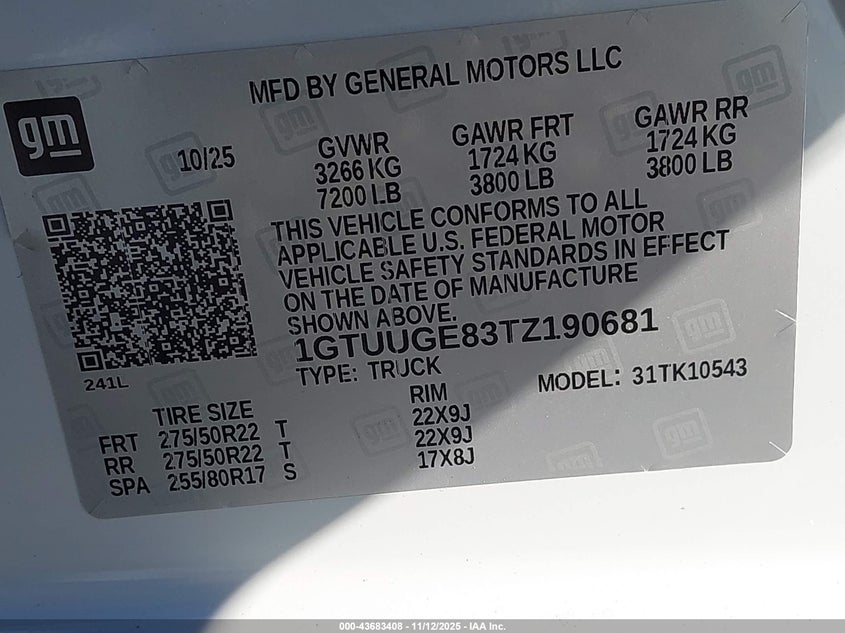 MFD BY GENERAL MOTORS LLC
gm
10/25
GVWR
3266 KG
7200 LB
GAWR FRT
1724 KG
3800 LB
GAWR RR
1724 KG
3800 LB
THIS VEHICLE CONFORMS TO ALL
APPLICABLE U.S. FEDERAL MOTOR
VEHICLE SAFETY STANDARDS IN EFFECT
ON THE DATE OF MANUFACTURE
SHOWN ABOVE.
1GTUUGE83TZ190681
TYPE: TRUCK
MODEL: 31TK10543
241L
TIRE SIZE RIM
FRT 275/50R22 T 22X9J
RR 275/50R22 T 22X9J
SPA 255/80R17 S 17X8J
000-43683408 - 11/12/2025 - IAA Inc.